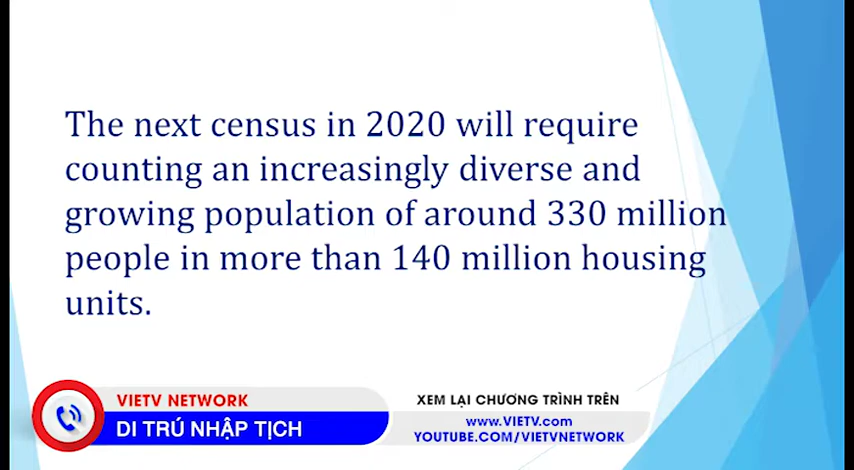 The next census in 2020 will require
counting an increasingly diverse and
growing population of around 330 million
people in more than 140 million housing
units.
VIETV NETWORK
DI TRÚ NHẬP TỊCH
XEM LẠI CHƯƠNG TRÌNH TRÊN
www.VIETV.com
YOUTUBE.COM/VIETVNETWORK